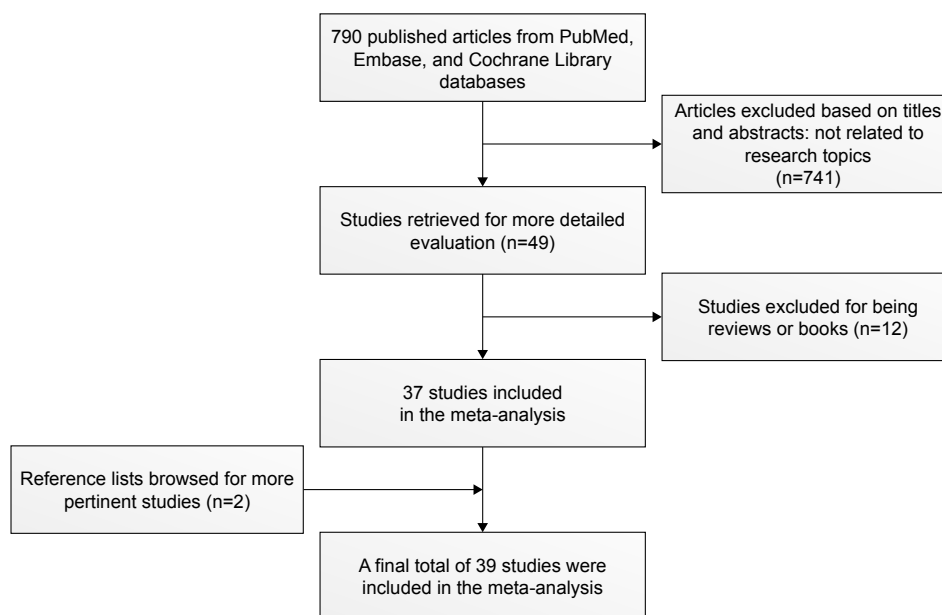 790 published articles from PubMed,
Embase, and Cochrane Library
databases
Articles excluded based on titles
and abstracts: not related to
research topics
(n=741)
Studies retrieved for more detailed
evaluation (n=49)
Studies excluded for being
reviews or books (n=12)
37 studies included
in the meta-analysis
Reference lists browsed for more
pertinent studies (n=2)
A final total of 39 studies were
included in the meta-analysis